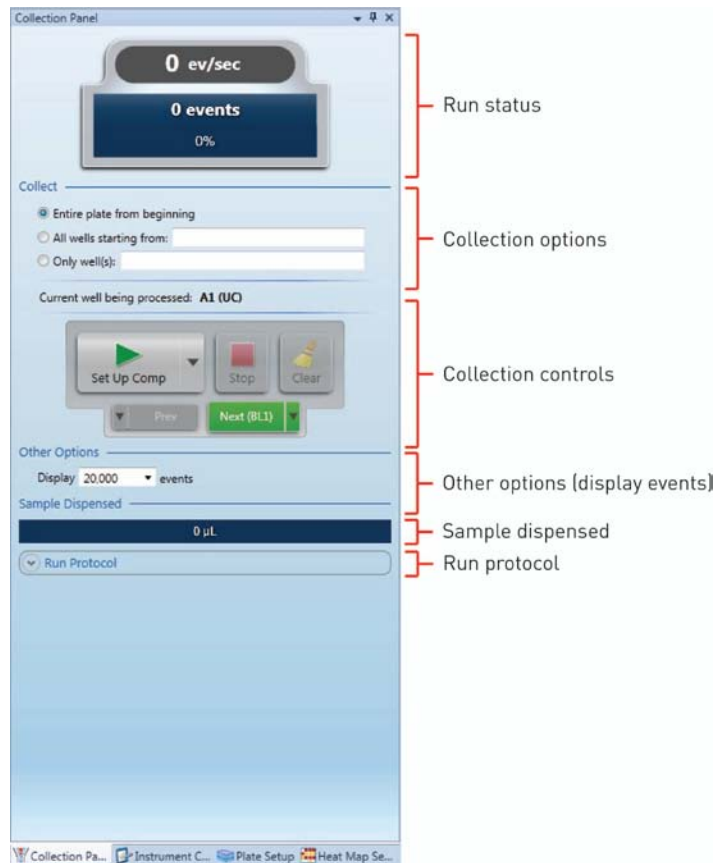 Collection Panel
0 ev/sec
0 events
0%
Run status
Collect
Entire plate from beginning
All wells starting from:
Only well(s):
Collection options
Current well being processed: A1 (UC)
Set Up Comp
Stop
Clear
Prev
Next (BL1)
Collection controls
Other Options
Display 20,000 events
Other options (display events)
Sample Dispensed
0 µL
Sample dispensed
Run Protocol
Run protocol
Collection Pa... Instrument C... Plate Setup Heat Map Se...